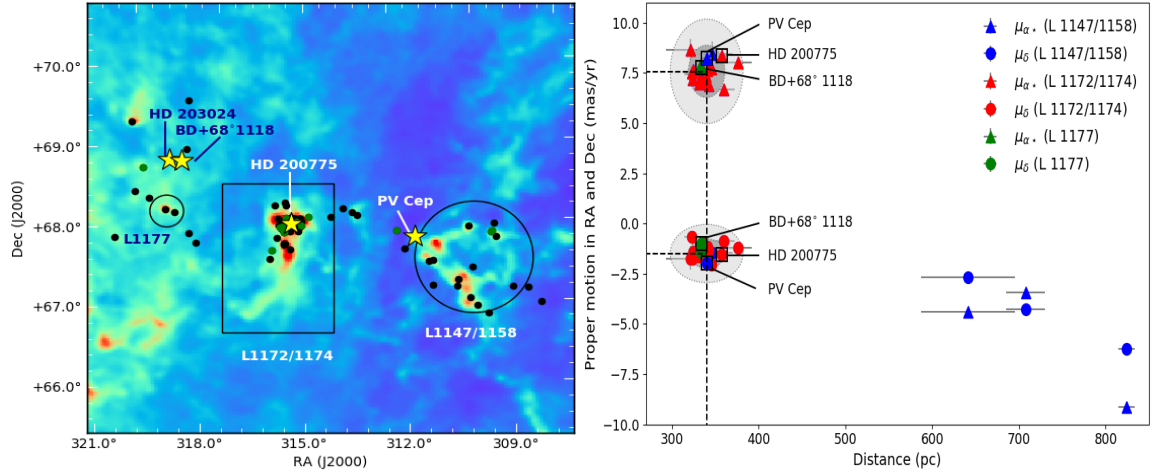 +70.0°
+69.0°
+68.0°
+67.0°
+66.0°
Dec (J2000)
HD 203024
BD+68°1118
HD 200775
PV Cep
L1177
L1172/1174
L1147/1158
321.0°
318.0°
315.0°
312.0°
309.0°
RA (J2000)
Proper motion in RA and Dec (mas/yr)
10.0
7.5
5.0
2.5
0.0
−2.5
−5.0
−7.5
−10.0
PV Cep
HD 200775
BD+68° 1118
BD+68° 1118
HD 200775
PV Cep
μα⋆ (L 1147/1158)
μδ (L 1147/1158)
μα⋆ (L 1172/1174)
μδ (L 1172/1174)
μα⋆ (L 1177)
μδ (L 1177)
300
400
500
600
700
800
Distance (pc)